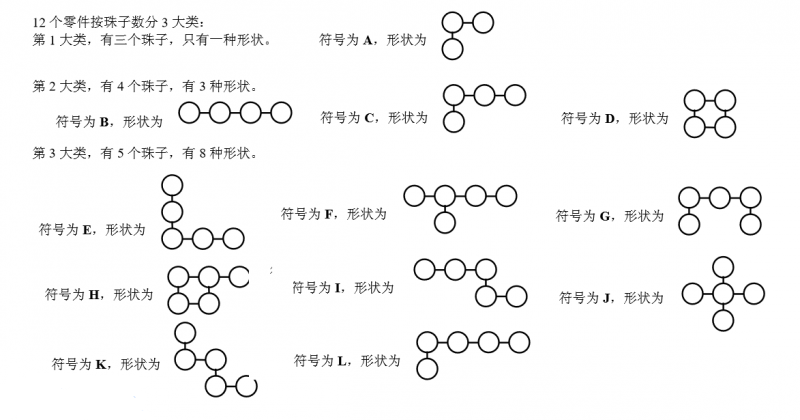 12 个零件按珠子数分 3 大类：
第 1 大类，有三个珠子，只有一种形状。 符号为 A，形状为
第 2 大类，有 4 个珠子，有 3 种形状。
符号为 B，形状为 符号为 C，形状为 符号为 D，形状为
第 3 大类，有 5 个珠子，有 8 种形状。
符号为 E，形状为 符号为 F，形状为 符号为 G，形状为
符号为 H，形状为 ; 符号为 I，形状为 符号为 J，形状为
符号为 K，形状为 符号为 L，形状为